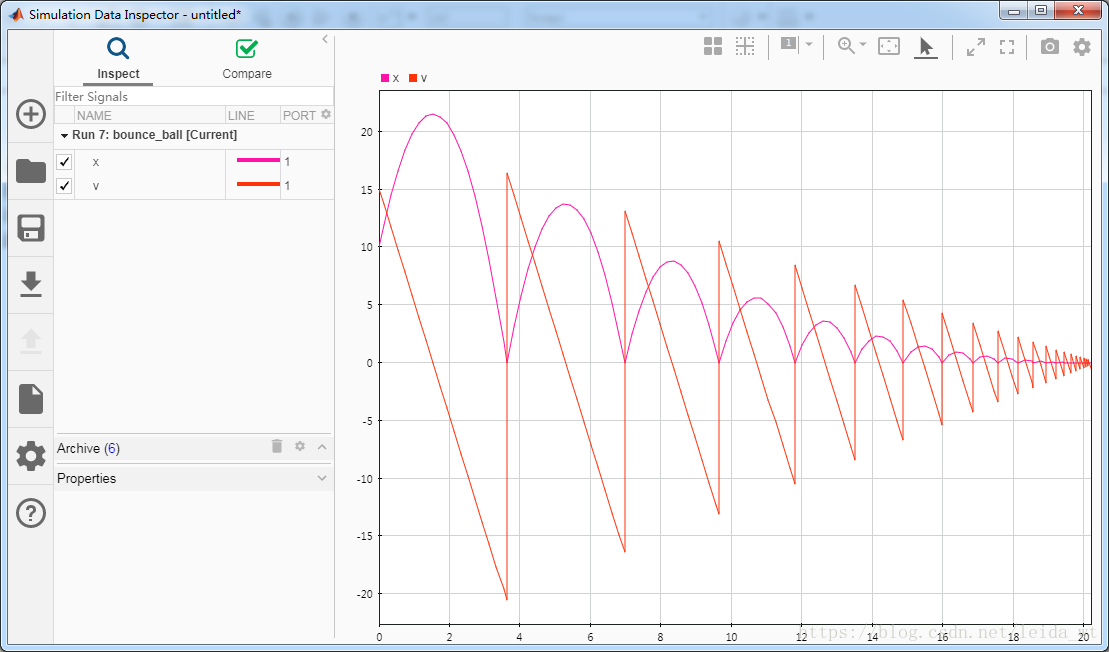 Simulation Data Inspector - untitled*
Inspect
Compare
Filter Signals
NAME LINE PORT
Run 7: bounce_ball [Current]
x 1
v 1
Archive (6)
Properties
1
x v
20
15
10
5
0
-5
-10
-15
-20
0 2 4 6 8 10 12 14 16 18 20
https://blog.csdn.net/leida_wt